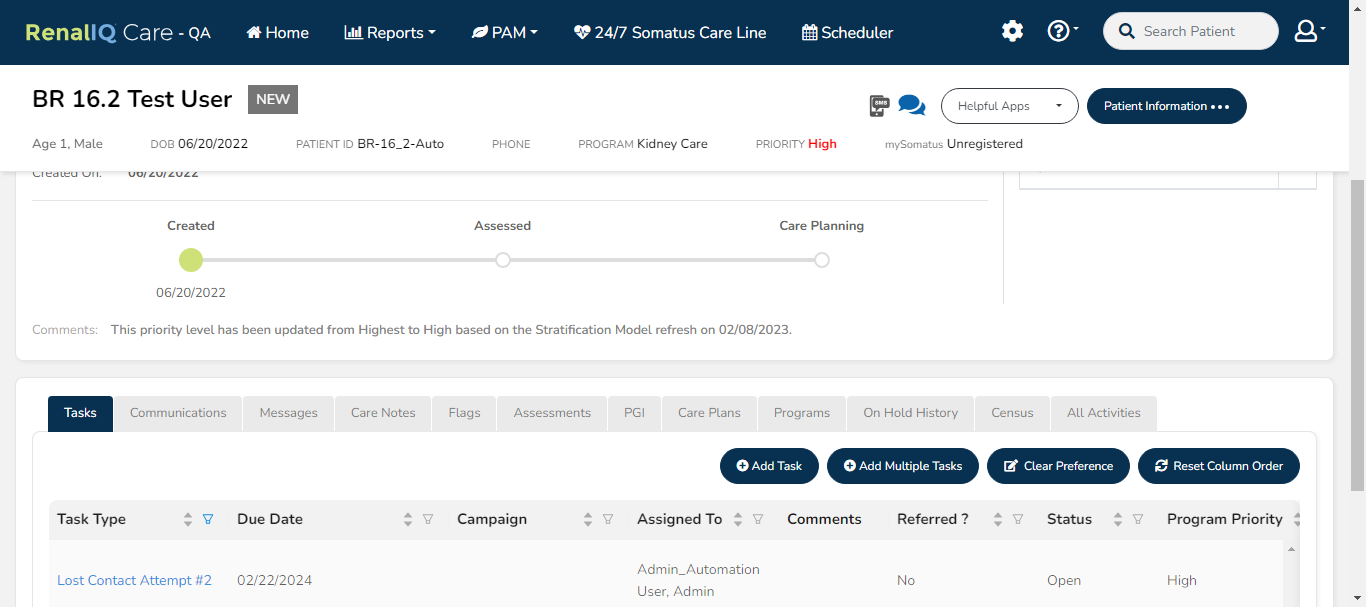 RenalIQ Care - QA Home Reports PAM 24/7 Somatus Care Line Scheduler Search Patient
BR 16.2 Test User NEW SMS Helpful Apps Patient Information
Age 1, Male DOB 06/20/2022 PATIENT ID BR-16_2-Auto PHONE PROGRAM Kidney Care PRIORITY High mySomatus Unregistered
Created On: 06/20/2022
Created Assessed Care Planning
06/20/2022
Comments: This priority level has been updated from Highest to High based on the Stratification Model refresh on 02/08/2023.
Tasks Communications Messages Care Notes Flags Assessments PGI Care Plans Programs On Hold History Census All Activities
Add Task Add Multiple Tasks Clear Preference Reset Column Order
Task Type Due Date Campaign Assigned To Comments Referred ? Status Program Priority
Lost Contact Attempt #2 02/22/2024 Admin_Automation No Open High
User, Admin